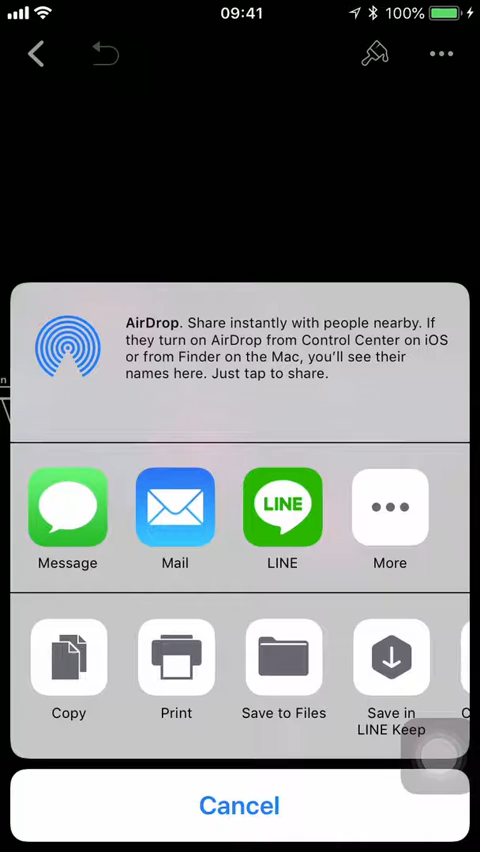 09:41
100%
AirDrop. Share instantly with people nearby. If
they turn on AirDrop from Control Center on iOS
or from Finder on the Mac, you'll see their
names here. Just tap to share.
LINE
Message
Mail
LINE
More
Copy
Print
Save to Files
Save in
LINE Keep
Cancel